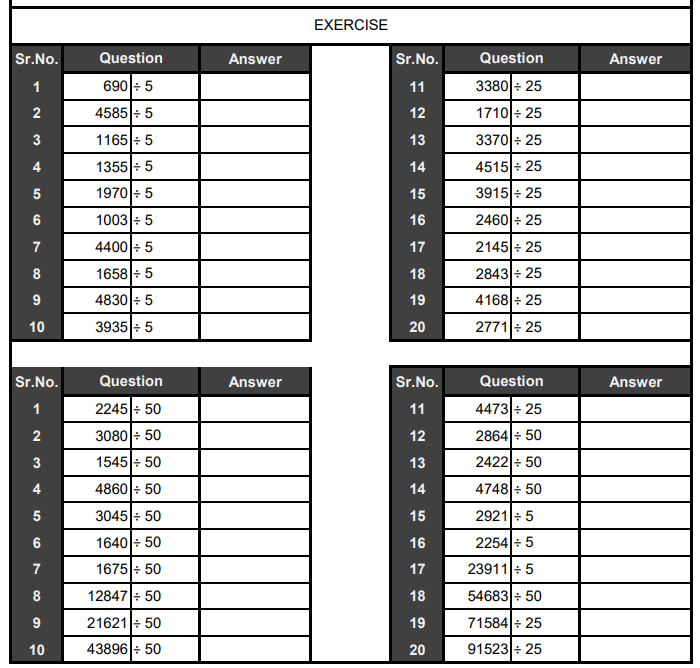 EXERCISE
Sr.No. Question Answer Sr.No. Question Answer
1 690 ÷ 5 11 3380 ÷ 25
2 4585 ÷ 5 12 1710 ÷ 25
3 1165 ÷ 5 13 3370 ÷ 25
4 1355 ÷ 5 14 4515 ÷ 25
5 1970 ÷ 5 15 3915 ÷ 25
6 1003 ÷ 5 16 2460 ÷ 25
7 4400 ÷ 5 17 2145 ÷ 25
8 1658 ÷ 5 18 2843 ÷ 25
9 4830 ÷ 5 19 4168 ÷ 25
10 3935 ÷ 5 20 2771 ÷ 25
Sr.No. Question Answer Sr.No. Question Answer
1 2245 ÷ 50 11 4473 ÷ 25
2 3080 ÷ 50 12 2864 ÷ 50
3 1545 ÷ 50 13 2422 ÷ 50
4 4860 ÷ 50 14 4748 ÷ 50
5 3045 ÷ 50 15 2921 ÷ 5
6 1640 ÷ 50 16 2254 ÷ 5
7 1675 ÷ 50 17 23911 ÷ 5
8 12847 ÷ 50 18 54683 ÷ 50
9 21621 ÷ 50 19 71584 ÷ 25
10 43896 ÷ 50 20 91523 ÷ 25